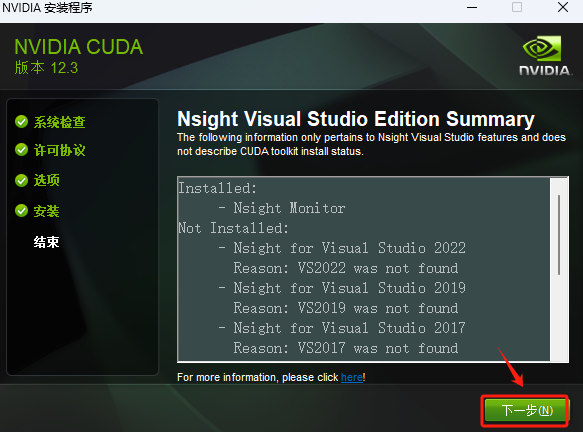 NVIDIA 安装程序
NVIDIA CUDA
版本 12.3
NVIDIA.
系统检查
许可协议
选项
安装
结束
Nsight Visual Studio Edition Summary
The following information only pertains to Nsight Visual Studio features and does
not describe CUDA toolkit install status.
Installed:
- Nsight Monitor
Not Installed:
- Nsight for Visual Studio 2022
Reason: VS2022 was not found
- Nsight for Visual Studio 2019
Reason: VS2019 was not found
- Nsight for Visual Studio 2017
Reason: VS2017 was not found
For more information, please click here!
下一步(N)